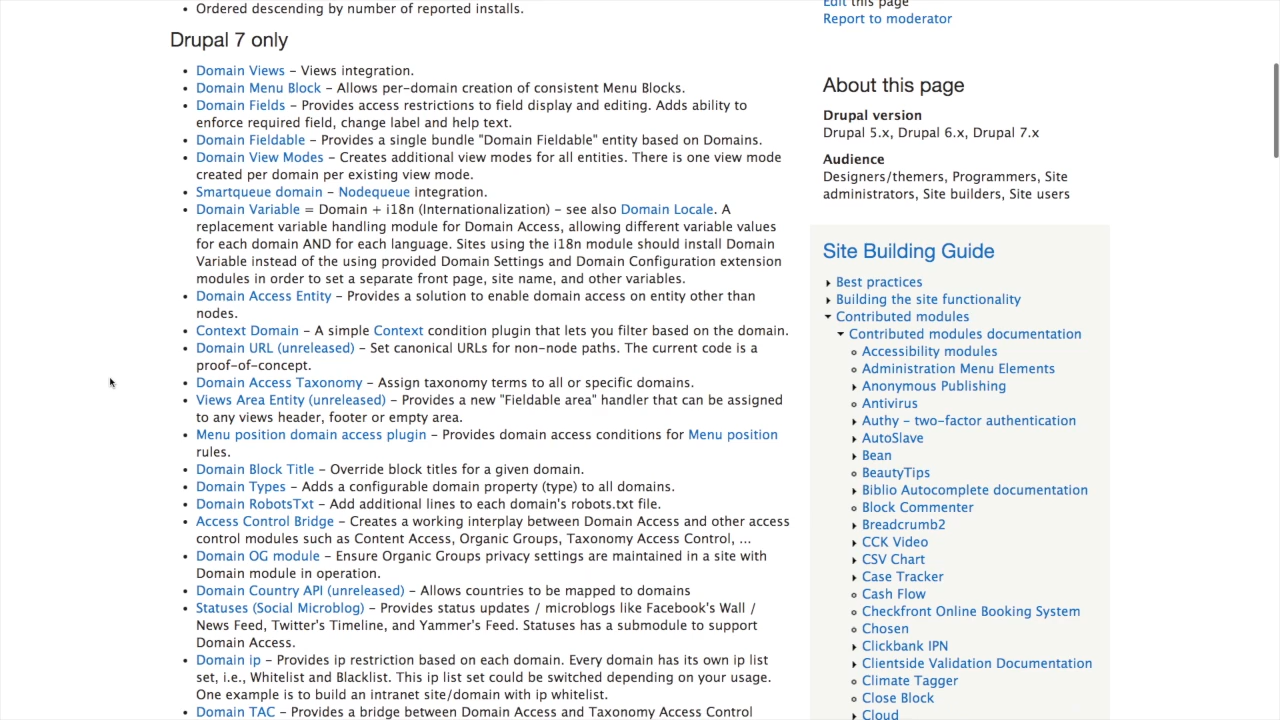 • Ordered descending by number of reported installs.
Drupal 7 only
• Domain Views – Views integration.
• Domain Menu Block – Allows per-domain creation of consistent Menu Blocks.
• Domain Fields – Provides access restrictions to field display and editing. Adds ability to
enforce required field, change label and help text.
• Domain Fieldable – Provides a single bundle "Domain Fieldable" entity based on Domains.
• Domain View Modes – Creates additional view modes for all entities. There is one view mode
created per domain per existing view mode.
• Smartqueue domain – Nodequeue integration.
• Domain Variable = Domain + i18n (Internationalization) – see also Domain Locale. A
replacement variable handling module for Domain Access, allowing different variable values
for each domain AND for each language. Sites using the i18n module should install Domain
Variable instead of the using provided Domain Settings and Domain Configuration extension
modules in order to set a separate front page, site name, and other variables.
• Domain Access Entity – Provides a solution to enable domain access on entity other than
nodes.
• Context Domain – A simple Context condition plugin that lets you filter based on the domain.
• Domain URL (unreleased) – Set canonical URLs for non-node paths. The current code is a
proof-of-concept.
• Domain Access Taxonomy – Assign taxonomy terms to all or specific domains.
• Views Area Entity (unreleased) – Provides a new "Fieldable area" handler that can be assigned
to any views header, footer or empty area.
• Menu position domain access plugin – Provides domain access conditions for Menu position
rules.
• Domain Block Title – Override block titles for a given domain.
• Domain Types – Adds a configurable domain property (type) to all domains.
• Domain RobotsTxt – Add additional lines to each domain's robots.txt file.
• Access Control Bridge – Creates a working interplay between Domain Access and other access
control modules such as Content Access, Organic Groups, Taxonomy Access Control, ...
• Domain OG module – Ensure Organic Groups privacy settings are maintained in a site with
Domain module in operation.
• Domain Country API (unreleased) – Allows countries to be mapped to domains
• Statuses (Social Microblog) – Provides status updates / microblogs like Facebook's Wall /
News Feed, Twitter's Timeline, and Yammer's Feed. Statuses has a submodule to support
Domain Access.
• Domain ip – Provides ip restriction based on each domain. Every domain has its own ip list
set, i.e., Whitelist and Blacklist. This ip list set could be switched depending on your usage.
One example is to build an intranet site/domain with ip whitelist.
• Domain TAC – Provides a bridge between Domain Access and Taxonomy Access Control
Edit this page
Report to moderator
About this page
Drupal version
Drupal 5.x, Drupal 6.x, Drupal 7.x
Audience
Designers/themers, Programmers, Site
administrators, Site builders, Site users
Site Building Guide
Best practices
Building the site functionality
Contributed modules
Contributed modules documentation
Accessibility modules
Administration Menu Elements
Anonymous Publishing
Antivirus
Authy – two-factor authentication
AutoSlave
Bean
BeautyTips
Biblio Autocomplete documentation
Block Commenter
Breadcrumb2
CCK Video
CSV Chart
Case Tracker
Cash Flow
Checkfront Online Booking System
Chosen
Clickbank IPN
Clientside Validation Documentation
Climate Tagger
Close Block
Cloud